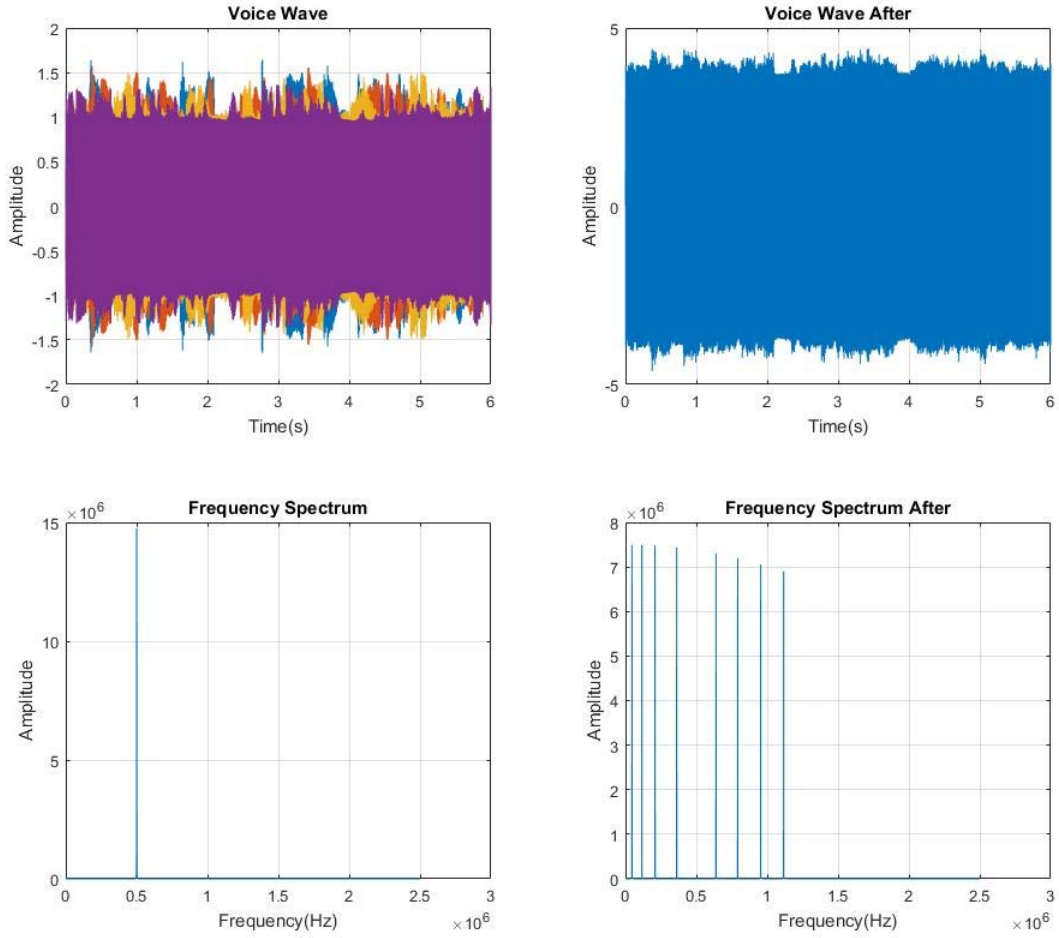 Voice Wave
2
1.5
1
0.5
0
-0.5
-1
-1.5
-2
Amplitude
0 1 2 3 4 5 6
Time(s)
Voice Wave After
5
0
-5
Amplitude
0 1 2 3 4 5 6
Time(s)
×10^6 Frequency Spectrum
15
10
5
0
Amplitude
0 0.5 1 1.5 2 2.5 3
Frequency(Hz) ×10^6
×10^6 Frequency Spectrum After
8
7
6
5
4
3
2
1
0
Amplitude
0 0.5 1 1.5 2 2.5 3
Frequency(Hz) ×10^6